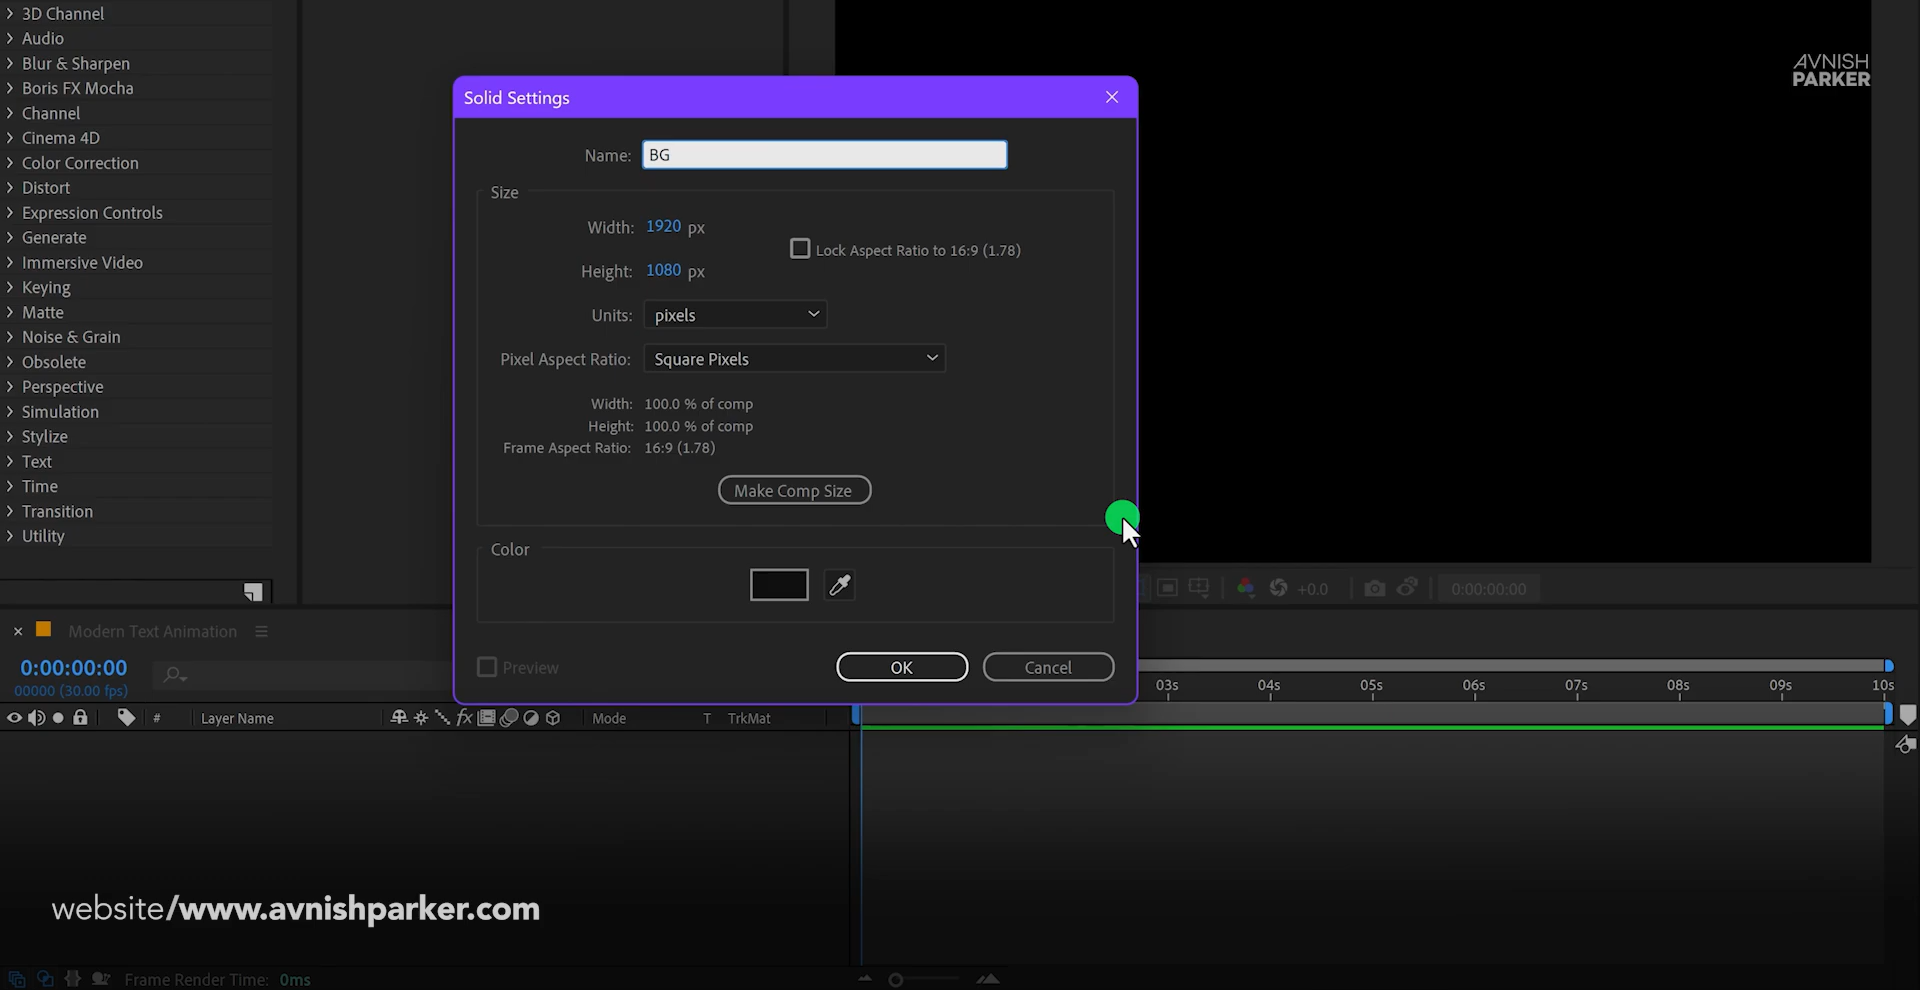 3D Channel
Audio
Blur & Sharpen
Boris FX Mocha
Channel
Cinema 4D
Color Correction
Distort
Expression Controls
Generate
Immersive Video
Keying
Matte
Noise & Grain
Obsolete
Perspective
Simulation
Stylize
Text
Time
Transition
Utility
AVNISH
PARKER
Solid Settings
Name: BG
Size
Width: 1920 px
Lock Aspect Ratio to 16:9 (1.78)
Height: 1080 px
Units: pixels
Pixel Aspect Ratio: Square Pixels
Width: 100.0 % of comp
Height: 100.0 % of comp
Frame Aspect Ratio: 16:9 (1.78)
Make Comp Size
Color
Preview
OK
Cancel
+0.0
0:00:00:00
Modern Text Animation
0:00:00:00
00000 (30.00 fps)
03s 04s 05s 06s 07s 08s 09s 10s
# Layer Name fx Mode T TrkMat
website/www.avnishparker.com
Frame Render Time: 0ms